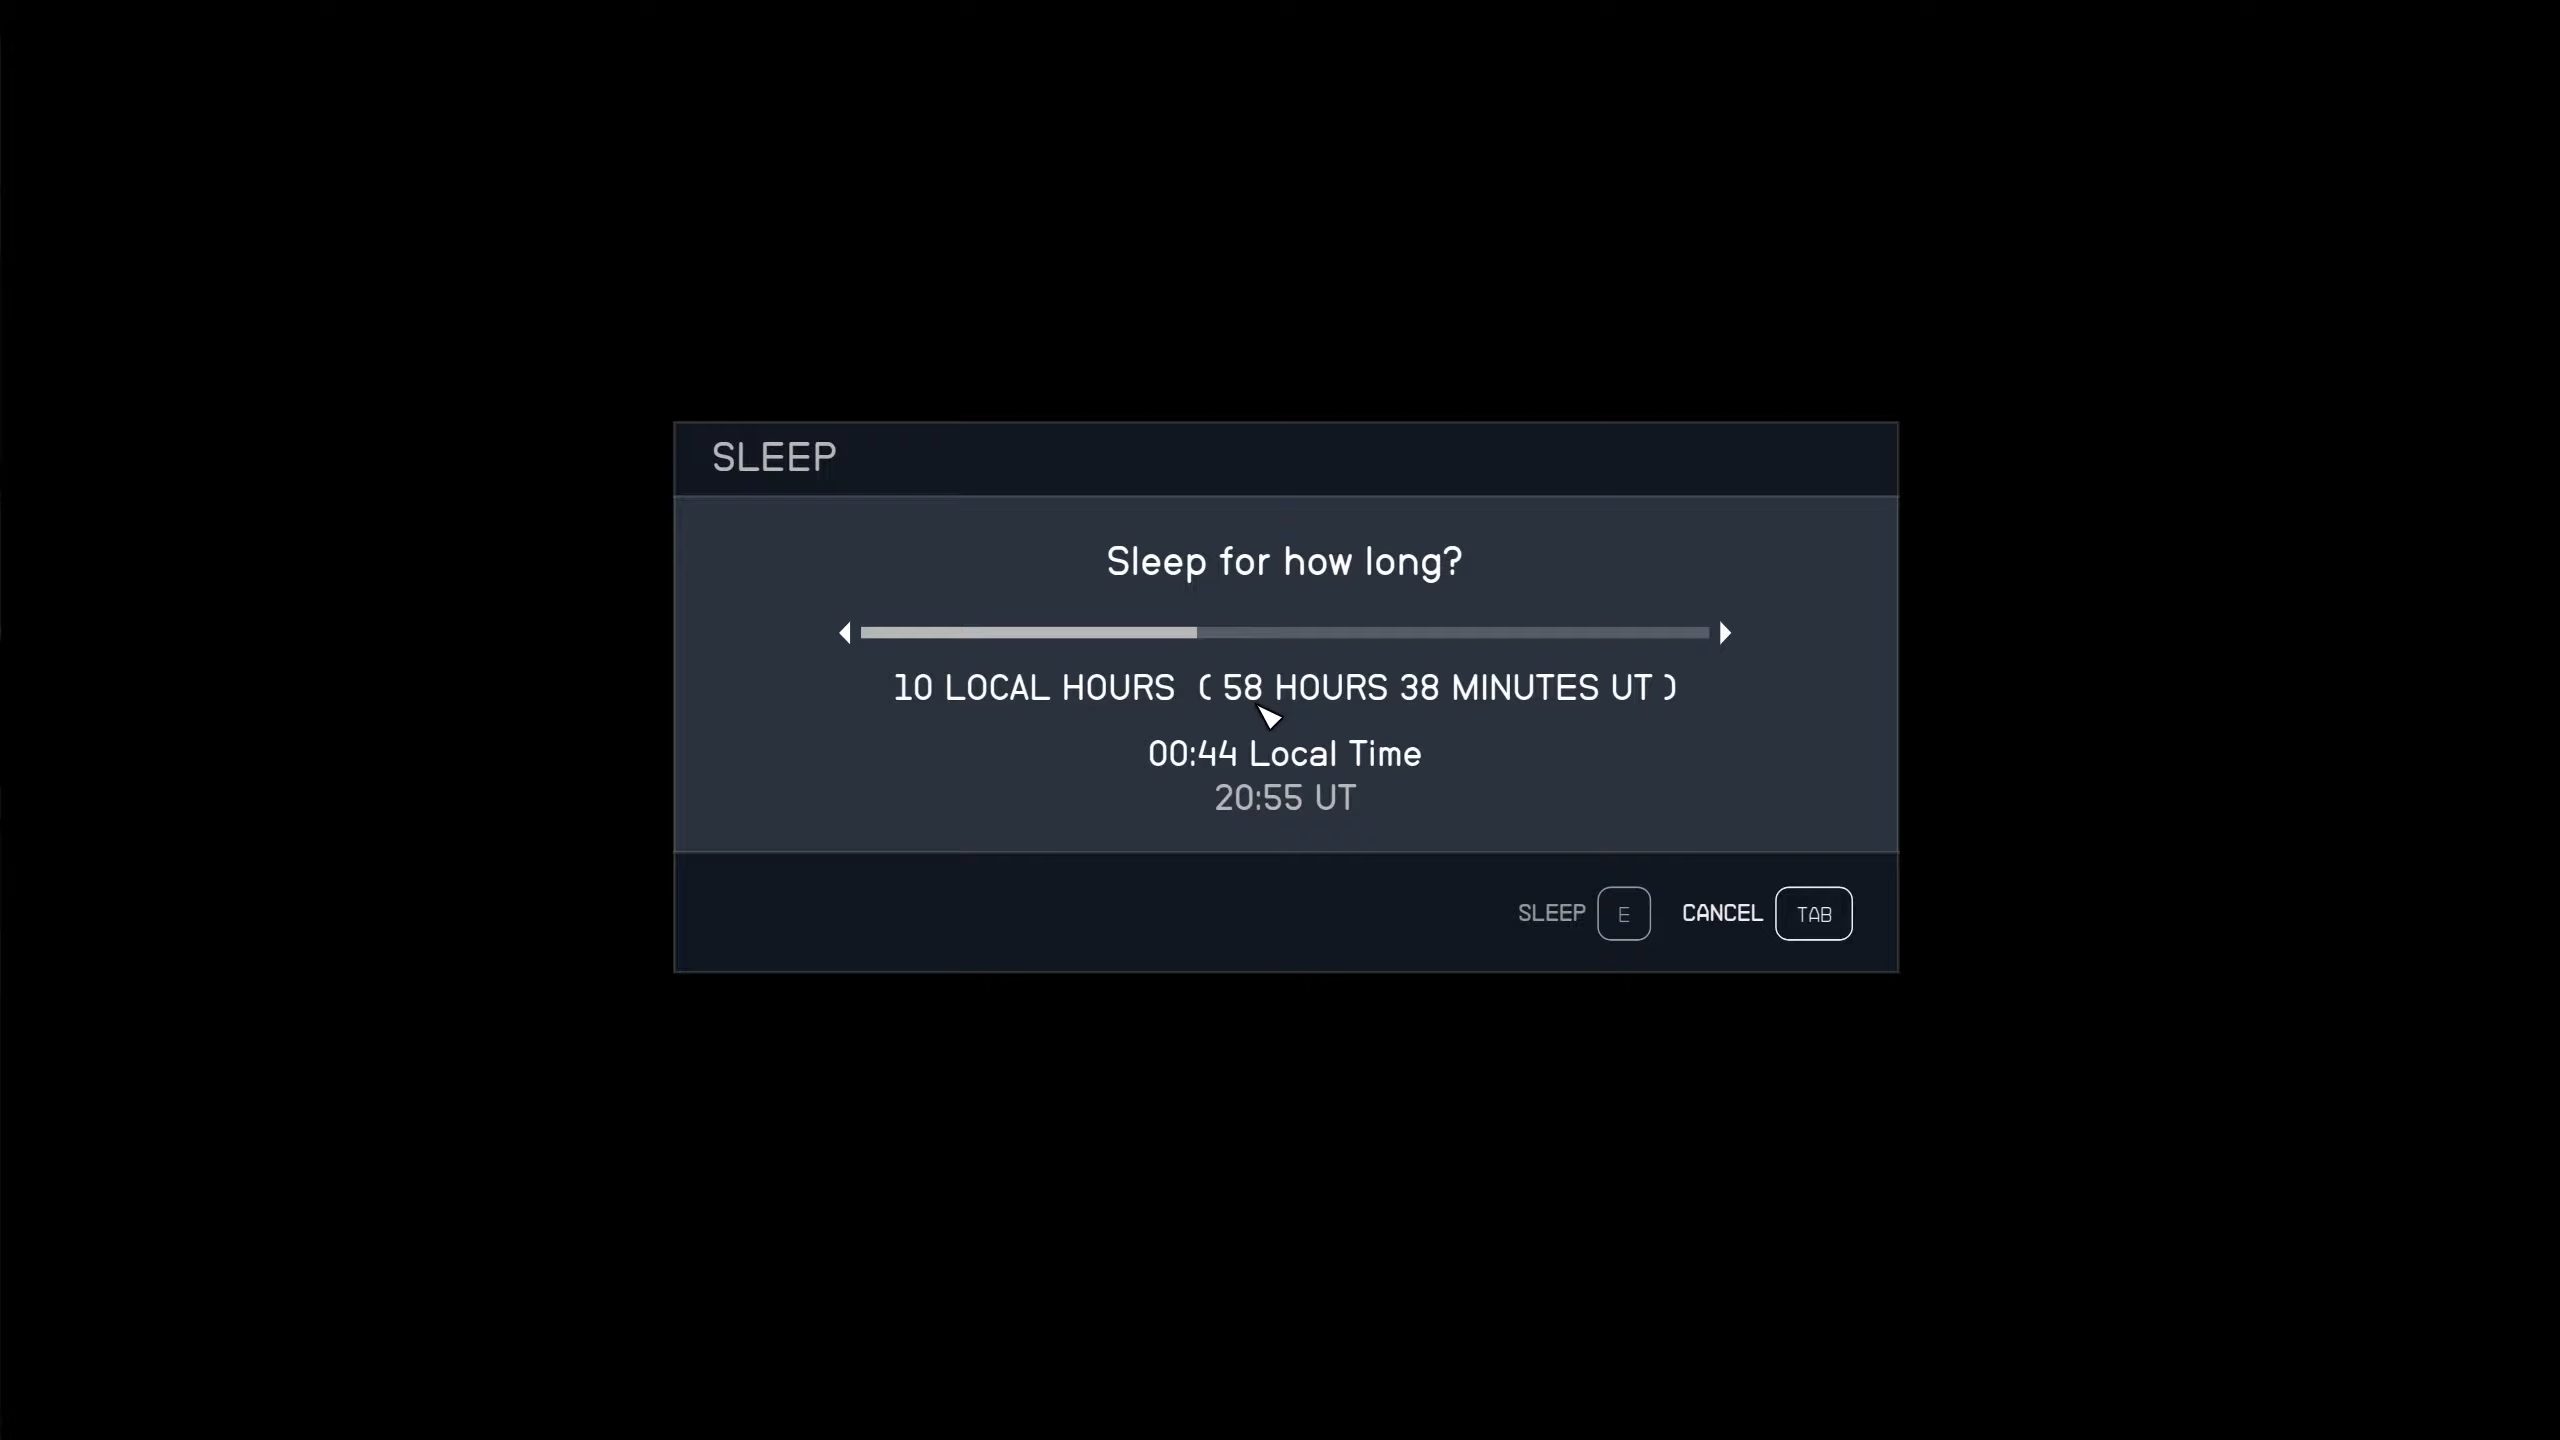 SLEEP
Sleep for how long?
10 LOCAL HOURS ( 58 HOURS 38 MINUTES UT )
00:44 Local Time
20:55 UT
SLEEP E CANCEL TAB